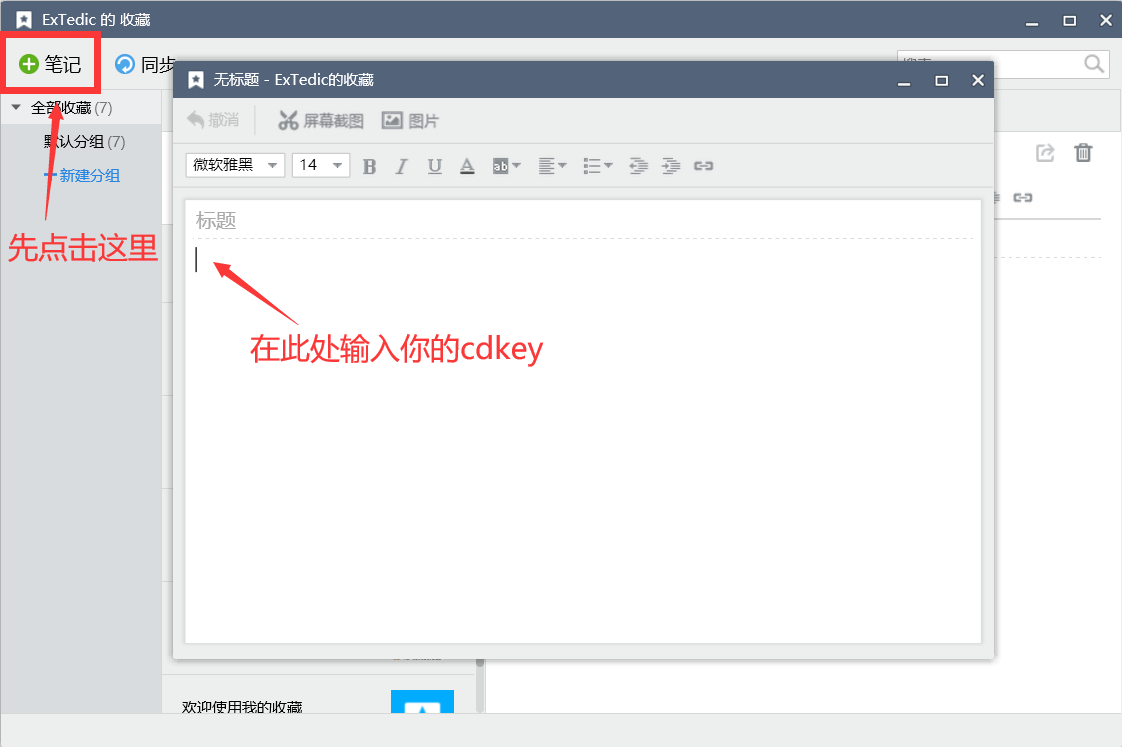 ExTedic 的 收藏
笔记
同步
无标题 - ExTedic的收藏
撤消
屏幕截图
图片
全部收藏 (7)
默认分组 (7)
新建分组
微软雅黑
14
B I U A ab
标题
先点击这里
在此处输入你的cdkey
欢迎使用我的收藏